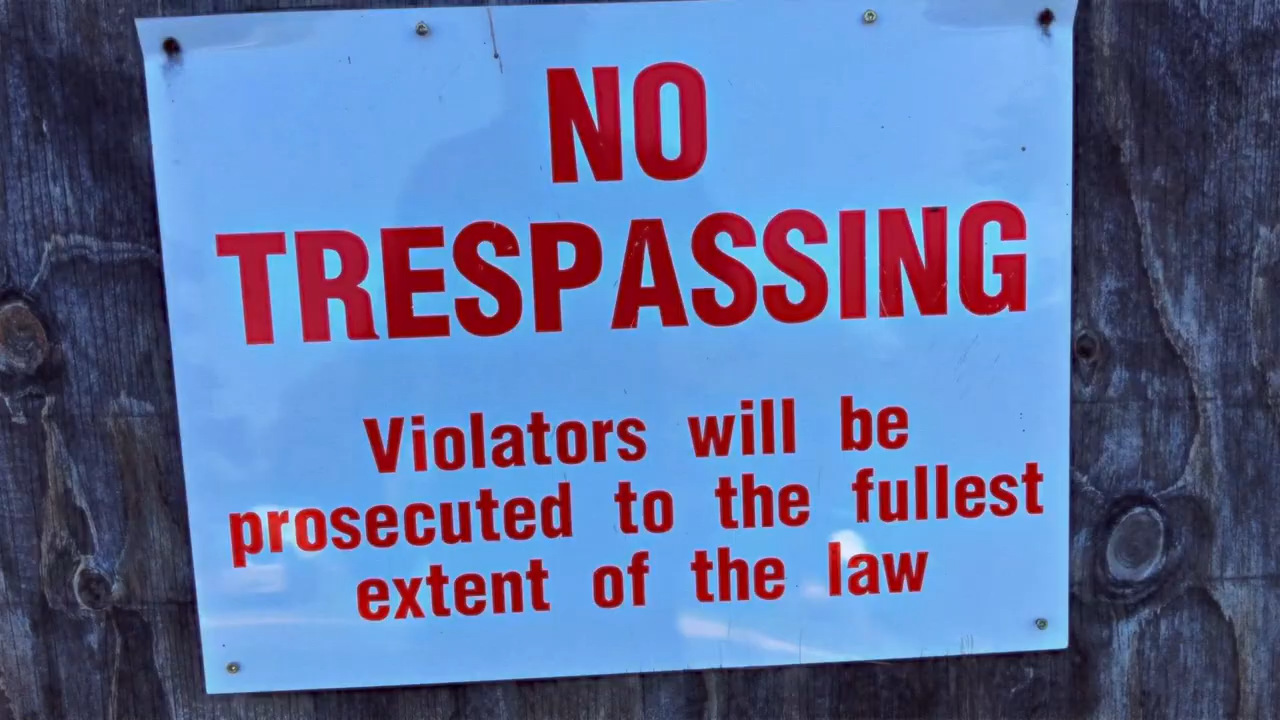 NO
TRESPASSING
Violators will be
prosecuted to the fullest
extent of the law